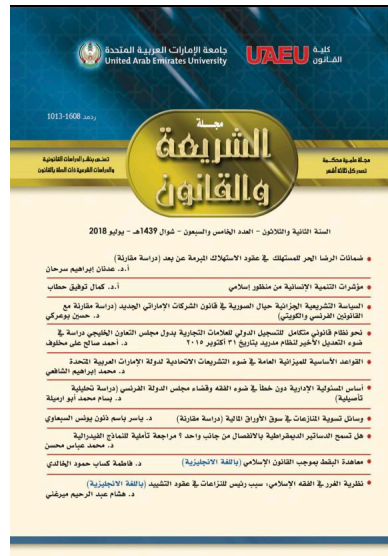 جامعة الإمارات العربية المتحدة
United Arab Emirates University
UAEU
كليـة
القــانون
ردمد 1608-1013
مجـلـة
الشريعة
والقانون
مجلة علمية محكمة
تصدر كل ثلاثة أشهر
تعنى بنشر الدراسات القانونية
والدراسات الشرعية ذات الصلة بالقانون
السنة الثانية والثلاثون - العدد الخامس والسبعون - شوال 1439هـ - يوليو 2018
ضمانات الرضا الحر للمستهلك في عقود الاستهلاك المبرمة عن بعد (دراسة مقارنة)
أ.د. عدنان إبراهيم سرحان
مؤشرات التنمية الإنسانية من منظور إسلامي
أ.د. كمال توفيق حطاب
السياسة التشريعية الجزائية حيال الصورية في قانون الشركات الإماراتي الجديد (دراسة مقارنة مع
القانونين الفرنسي والكويتي)
د. حسين بوعركي
نحو نظام قانوني متكامل للتسجيل الدولي للعلامات التجارية بدول مجلس التعاون الخليجي دراسة في
ضوء التعديل الأخير لنظام مدريد بتاريخ ٣١ أكتوبر ٢٠١٥
د. أحمد صالح على مخلوف
القواعد الأساسية للميزانية العامة في ضوء التشريعات الاتحادية لدولة الإمارات العربية المتحدة
د. محمد إبراهيم الشافعي
أساس المسئولية الإدارية دون خطأ في ضوء الفقه وقضاء مجلس الدولة الفرنسي (دراسة تحليلية
تأصيلية)
د. بسام محمد أبو ارميلة
وسائل تسوية المنازعات في سوق الأوراق المالية (دراسة مقارنة)
د. ياسر باسم ذنون يونس السبعاوي
هل تسمح الدساتير الديمقراطية بالانفصال من جانب واحد ؟ مراجعة تأملية للنماذج الفيدرالية
د. محمد عباس محسن
معاهدة البقط بموجب القانون الإسلامي (باللغة الانجليزية)
د. فاطمة كساب حمود الخالدي
نظرية الغرر في الفقه الإسلامي: سبب رئيس للنزاعات في عقود التشييد (باللغة الانجليزية)
د. هشام عبد الرحيم ميرغني